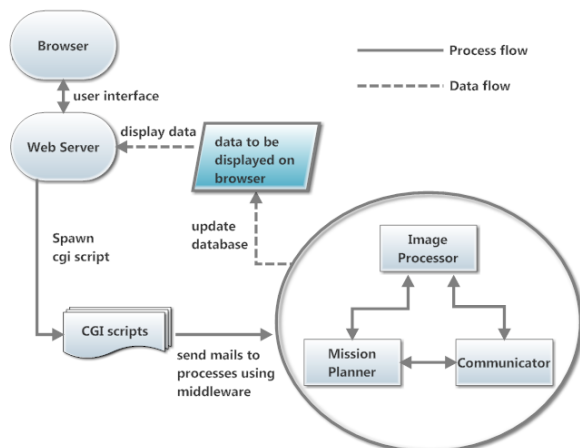 Browser
Process flow
user interface
Data flow
Web Server
display data
data to be
displayed on
browser
update
database
Spawn
cgi script
Image
Processor
CGI scripts
send mails to
processes using
middleware
Mission
Planner
Communicator